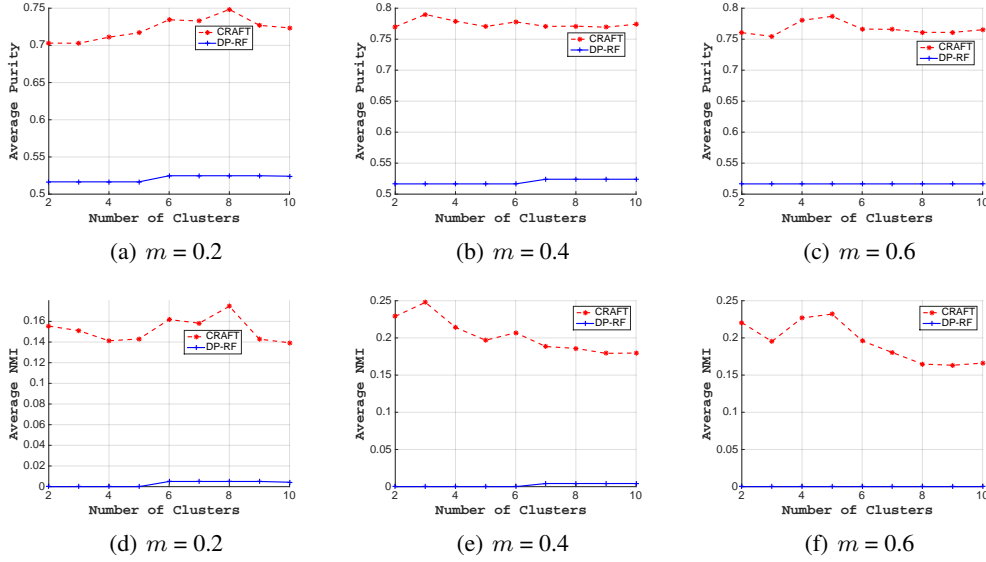 0.75
0.7
0.65
0.6
0.55
0.5
Average Purity
CRAFT
DP-RF
2 4 6 8 10
Number of Clusters
(a) m = 0.2
0.8
0.75
0.7
0.65
0.6
0.55
0.5
Average Purity
CRAFT
DP-RF
2 4 6 8 10
Number of Clusters
(b) m = 0.4
0.8
0.75
0.7
0.65
0.6
0.55
0.5
Average Purity
CRAFT
DP-RF
2 4 6 8 10
Number of Clusters
(c) m = 0.6
0.16
0.14
0.12
0.1
0.08
0.06
0.04
0.02
0
Average NMI
CRAFT
DP-RF
2 4 6 8 10
Number of Clusters
(d) m = 0.2
0.25
0.2
0.15
0.1
0.05
0
Average NMI
CRAFT
DP-RF
2 4 6 8 10
Number of Clusters
(e) m = 0.4
0.25
0.2
0.15
0.1
0.05
0
Average NMI
CRAFT
DP-RF
2 4 6 8 10
Number of Clusters
(f) m = 0.6